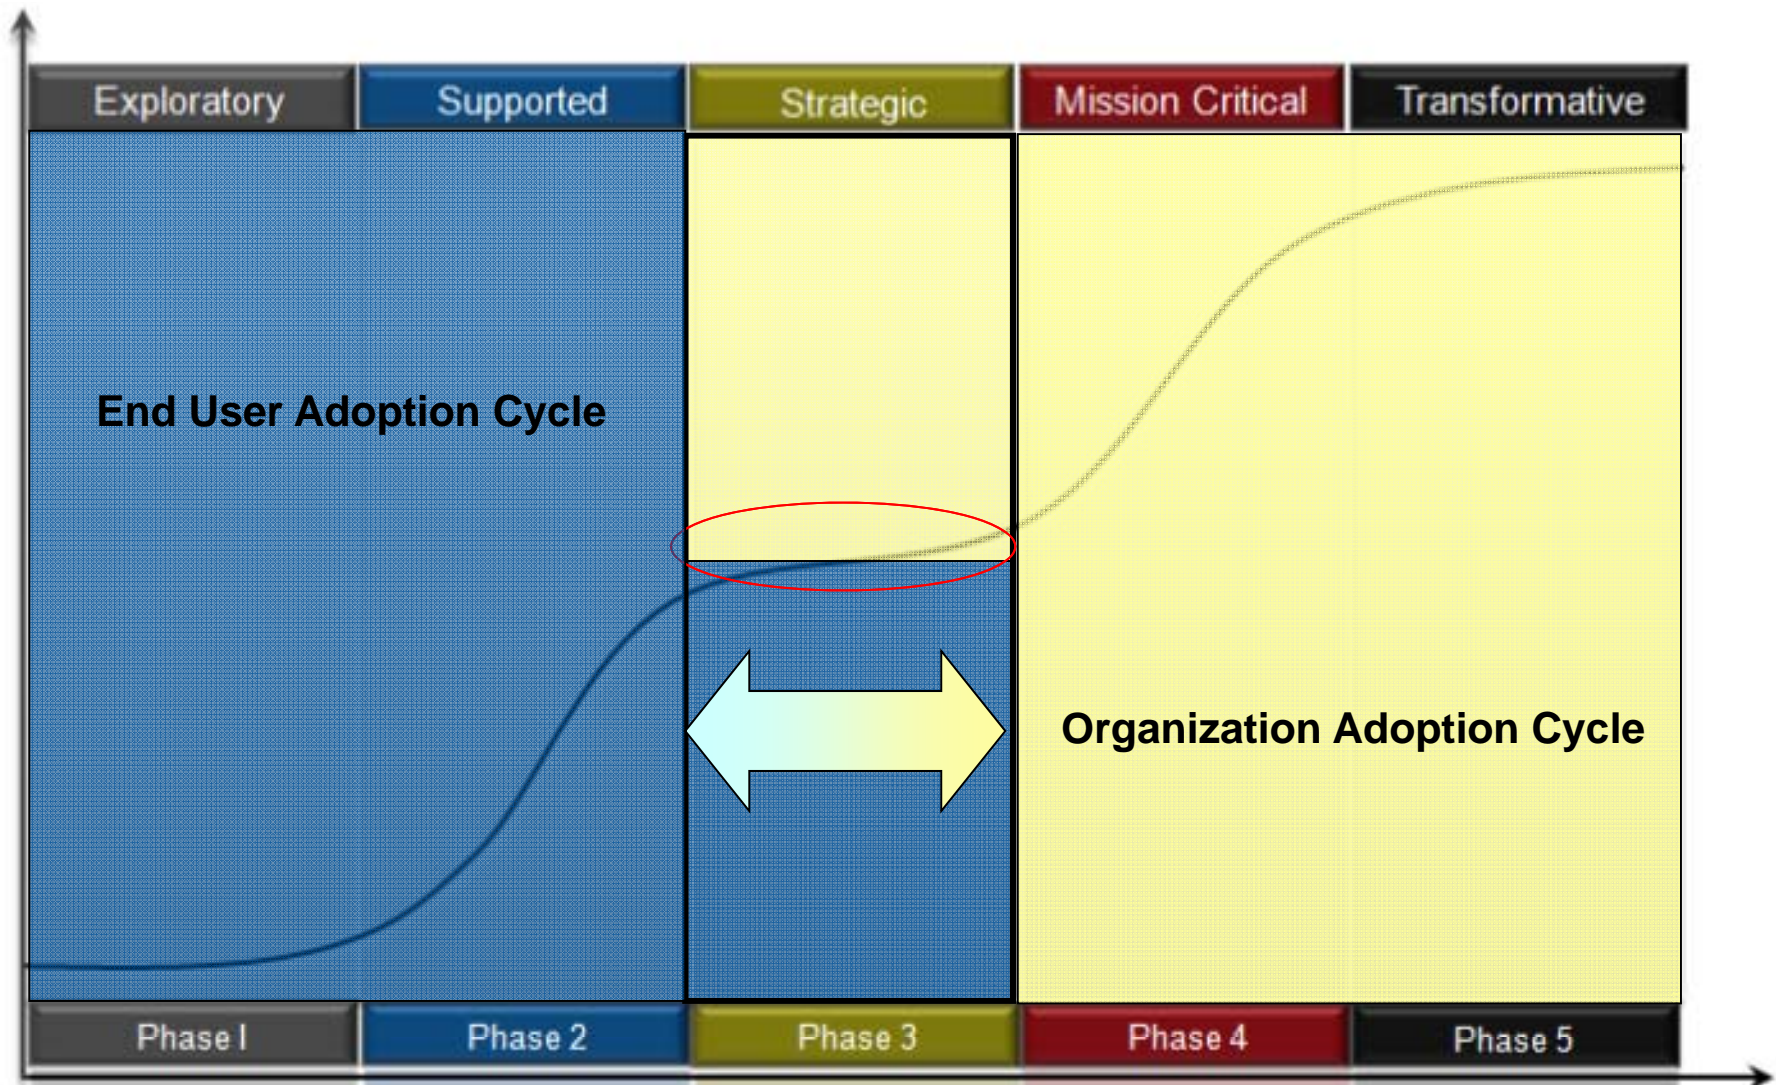 Exploratory
Supported
Strategic
Mission Critical
Transformative
End User Adoption Cycle
Organization Adoption Cycle
Phase I
Phase 2
Phase 3
Phase 4
Phase 5